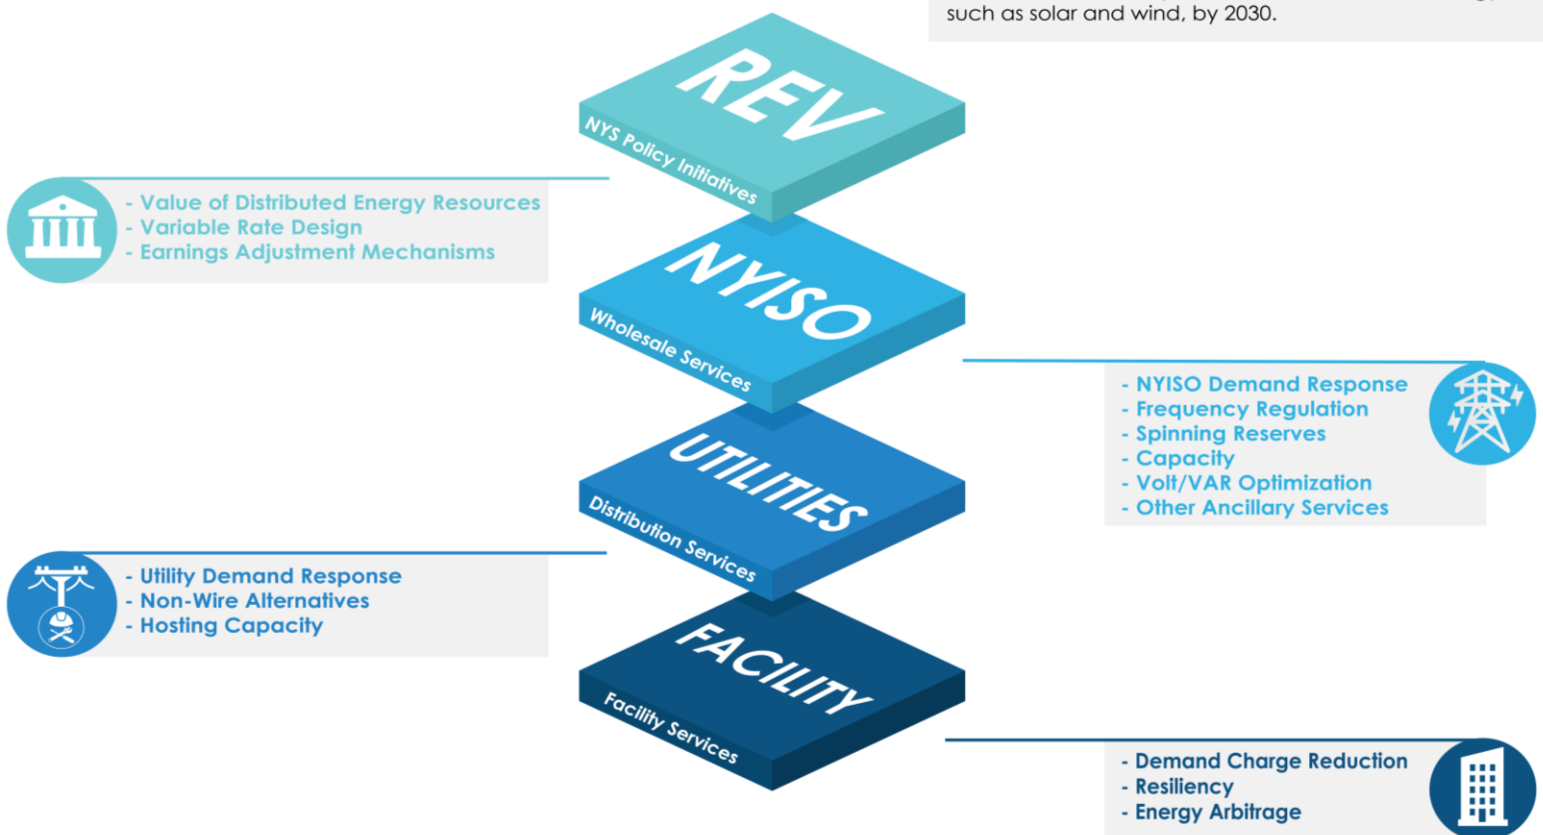 such as solar and wind, by 2030.
REV
NYS Policy Initiatives
- Value of Distributed Energy Resources
- Variable Rate Design
- Earnings Adjustment Mechanisms
NYISO
Wholesale Services
- NYISO Demand Response
- Frequency Regulation
- Spinning Reserves
- Capacity
- Volt/VAR Optimization
- Other Ancillary Services
UTILITIES
Distribution Services
- Utility Demand Response
- Non-Wire Alternatives
- Hosting Capacity
FACILITY
Facility Services
- Demand Charge Reduction
- Resiliency
- Energy Arbitrage